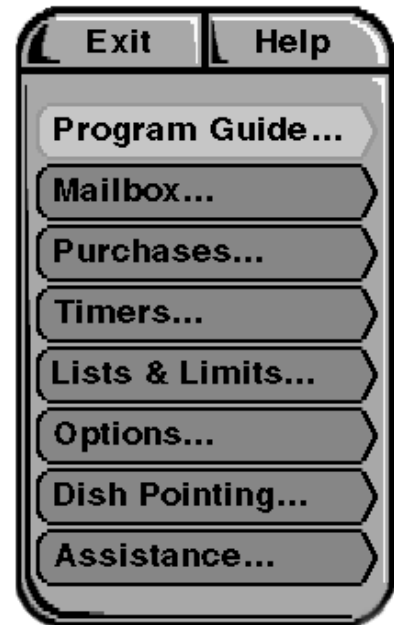 Exit Help
Program Guide...
Mailbox...
Purchases...
Timers...
Lists & Limits...
Options...
Dish Pointing...
Assistance...